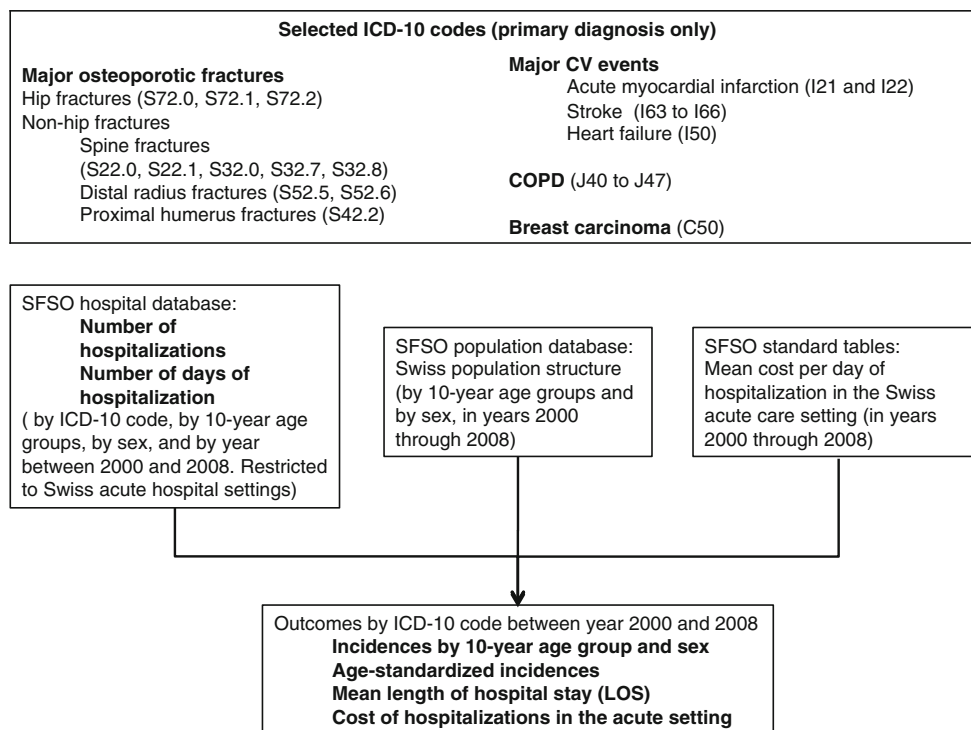 Selected ICD-10 codes (primary diagnosis only)
Major osteoporotic fractures
Hip fractures (S72.0, S72.1, S72.2)
Non-hip fractures
Spine fractures
(S22.0, S22.1, S32.0, S32.7, S32.8)
Distal radius fractures (S52.5, S52.6)
Proximal humerus fractures (S42.2)
Major CV events
Acute myocardial infarction (I21 and I22)
Stroke (I63 to I66)
Heart failure (I50)
COPD (J40 to J47)
Breast carcinoma (C50)
SFSO hospital database:
Number of
hospitalizations
Number of days of
hospitalization
( by ICD-10 code, by 10-year age
groups, by sex, and by year
between 2000 and 2008. Restricted
to Swiss acute hospital settings)
SFSO population database:
Swiss population structure
(by 10-year age groups and
by sex, in years 2000
through 2008)
SFSO standard tables:
Mean cost per day of
hospitalization in the Swiss
acute care setting (in years
2000 through 2008)
Outcomes by ICD-10 code between year 2000 and 2008
Incidences by 10-year age group and sex
Age-standardized incidences
Mean length of hospital stay (LOS)
Cost of hospitalizations in the acute setting